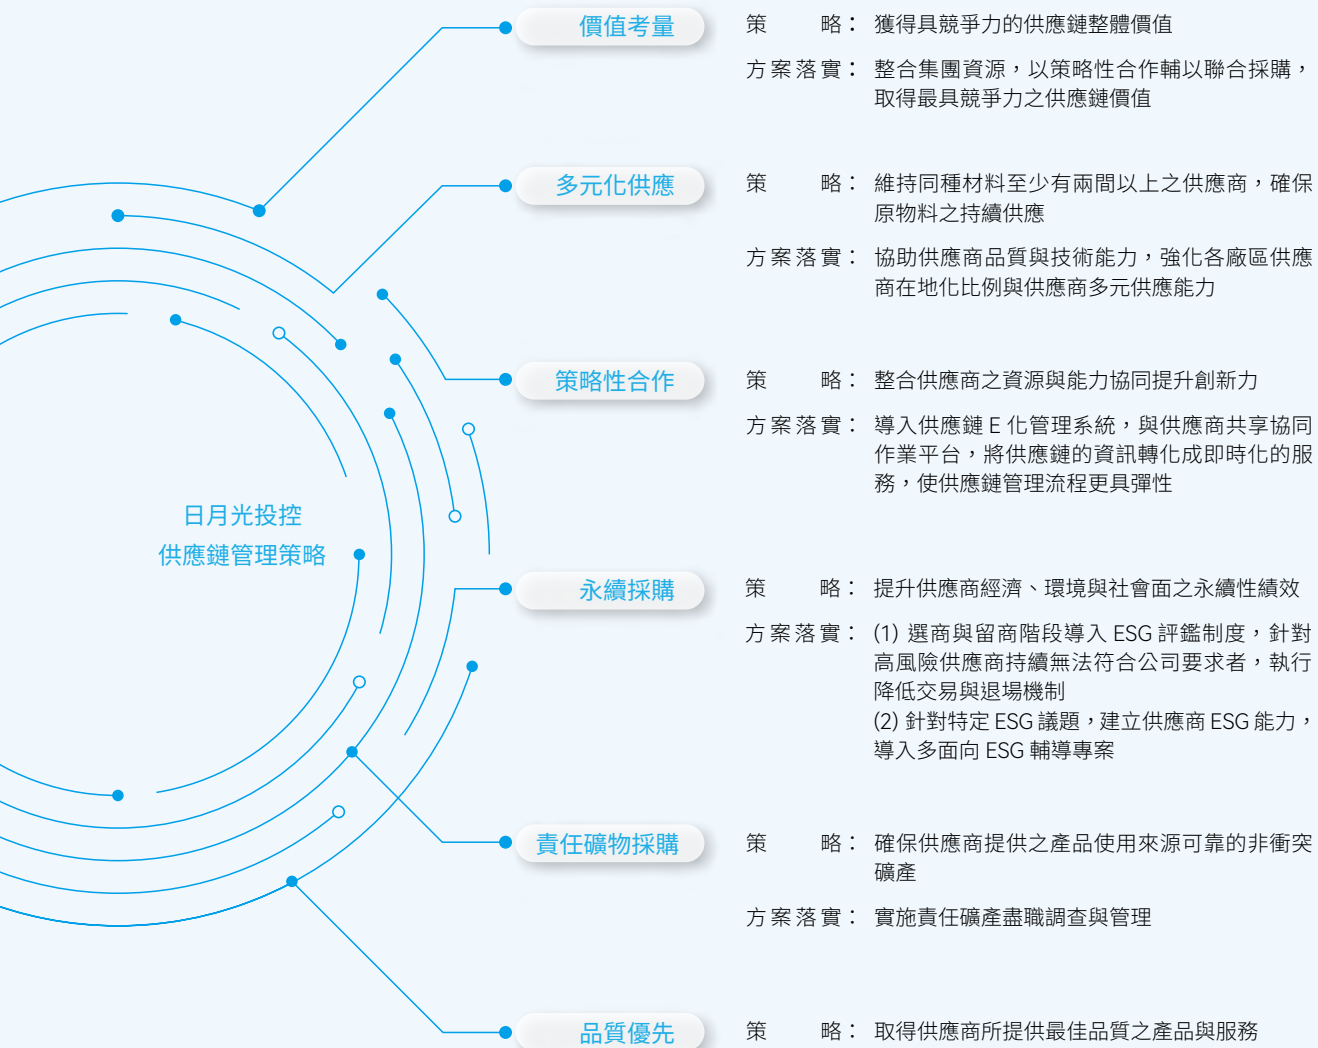 日月光投控
供應鏈管理策略
價值考量
策略：獲得具競爭力的供應鏈整體價值
方案落實：整合集團資源，以策略性合作輔以聯合採購，
取得最具競爭力之供應鏈價值
多元化供應
策略：維持同種材料至少有兩間以上之供應商，確保
原物料之持續供應
方案落實：協助供應商品質與技術能力，強化各廠區供應
商在地化比例與供應商多元供應能力
策略性合作
策略：整合供應商之資源與能力協同提升創新力
方案落實：導入供應鏈 E 化管理系統，與供應商共享協同
作業平台，將供應鏈的資訊轉化成即時化的服
務，使供應鏈管理流程更具彈性
永續採購
策略：提升供應商經濟、環境與社會面之永續性績效
方案落實：(1) 選商與留商階段導入 ESG 評鑑制度，針對
高風險供應商持續無法符合公司要求者，執行
降低交易與退場機制
(2) 針對特定 ESG 議題，建立供應商 ESG 能力，
導入多面向 ESG 輔導專案
責任礦物採購
策略：確保供應商提供之產品使用來源可靠的非衝突
礦產
方案落實：實施責任礦產盡職調查與管理
品質優先
策略：取得供應商所提供最佳品質之產品與服務